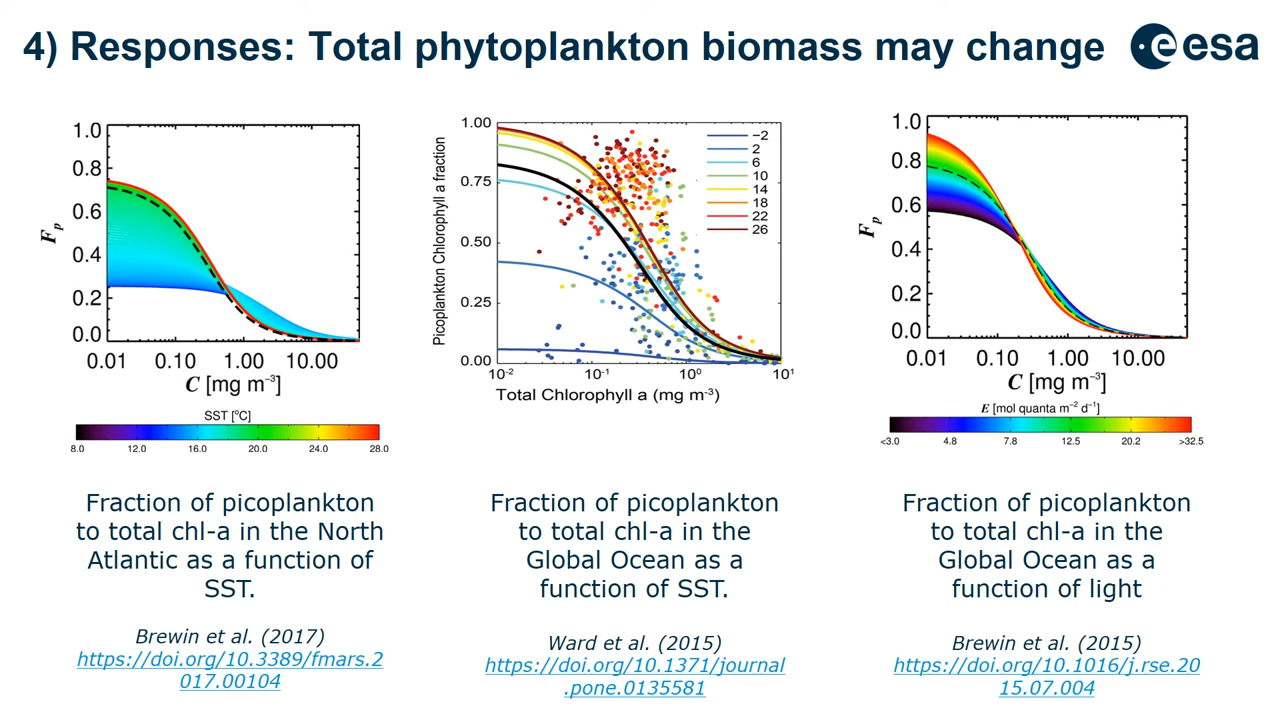 4) Responses: Total phytoplankton biomass may change
esa
1.0
0.8
0.6
0.4
0.2
0.0
Fp
0.01 0.10 1.00 10.00
C [mg m⁻³]
SST [°C]
8.0 12.0 16.0 20.0 24.0 28.0
Fraction of picoplankton
to total chl-a in the North
Atlantic as a function of
SST.
Brewin et al. (2017)
https://doi.org/10.3389/fmars.2
017.00104
1.00
0.75
0.50
0.25
0.00
Picoplankton Chlorophyll a fraction
−2
2
6
10
14
18
22
26
10⁻² 10⁻¹ 10⁰ 10¹
Total Chlorophyll a (mg m⁻³)
Fraction of picoplankton
to total chl-a in the
Global Ocean as a
function of SST.
Ward et al. (2015)
https://doi.org/10.1371/journal
.pone.0135581
1.0
0.8
0.6
0.4
0.2
0.0
Fp
0.01 0.10 1.00 10.00
C [mg m⁻³]
E [mol quanta m⁻² d⁻¹]
<3.0 4.8 7.8 12.5 20.2 >32.5
Fraction of picoplankton
to total chl-a in the
Global Ocean as a
function of light
Brewin et al. (2015)
https://doi.org/10.1016/j.rse.20
15.07.004